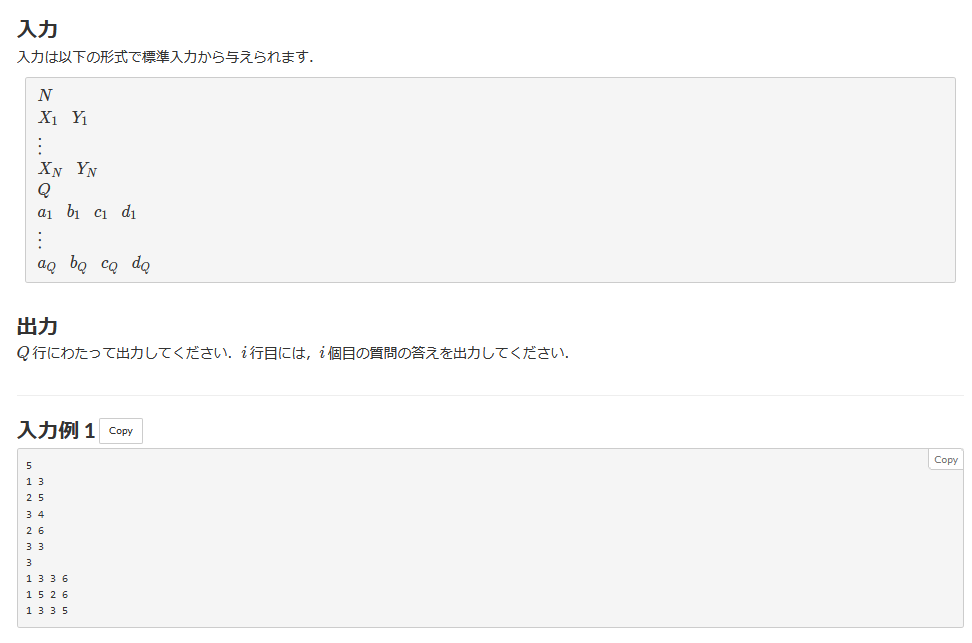 入力
入力は以下の形式で標準入力から与えられます．
N
X1 Y1
⋮
XN YN
Q
a1 b1 c1 d1
⋮
aQ bQ cQ dQ
出力
Q 行にわたって出力してください．i 行目には，i 個目の質問の答えを出力してください．
入力例 1 Copy
Copy
5
1 3
2 5
3 4
2 6
3 3
3
1 3 3 6
1 5 2 6
1 3 3 5